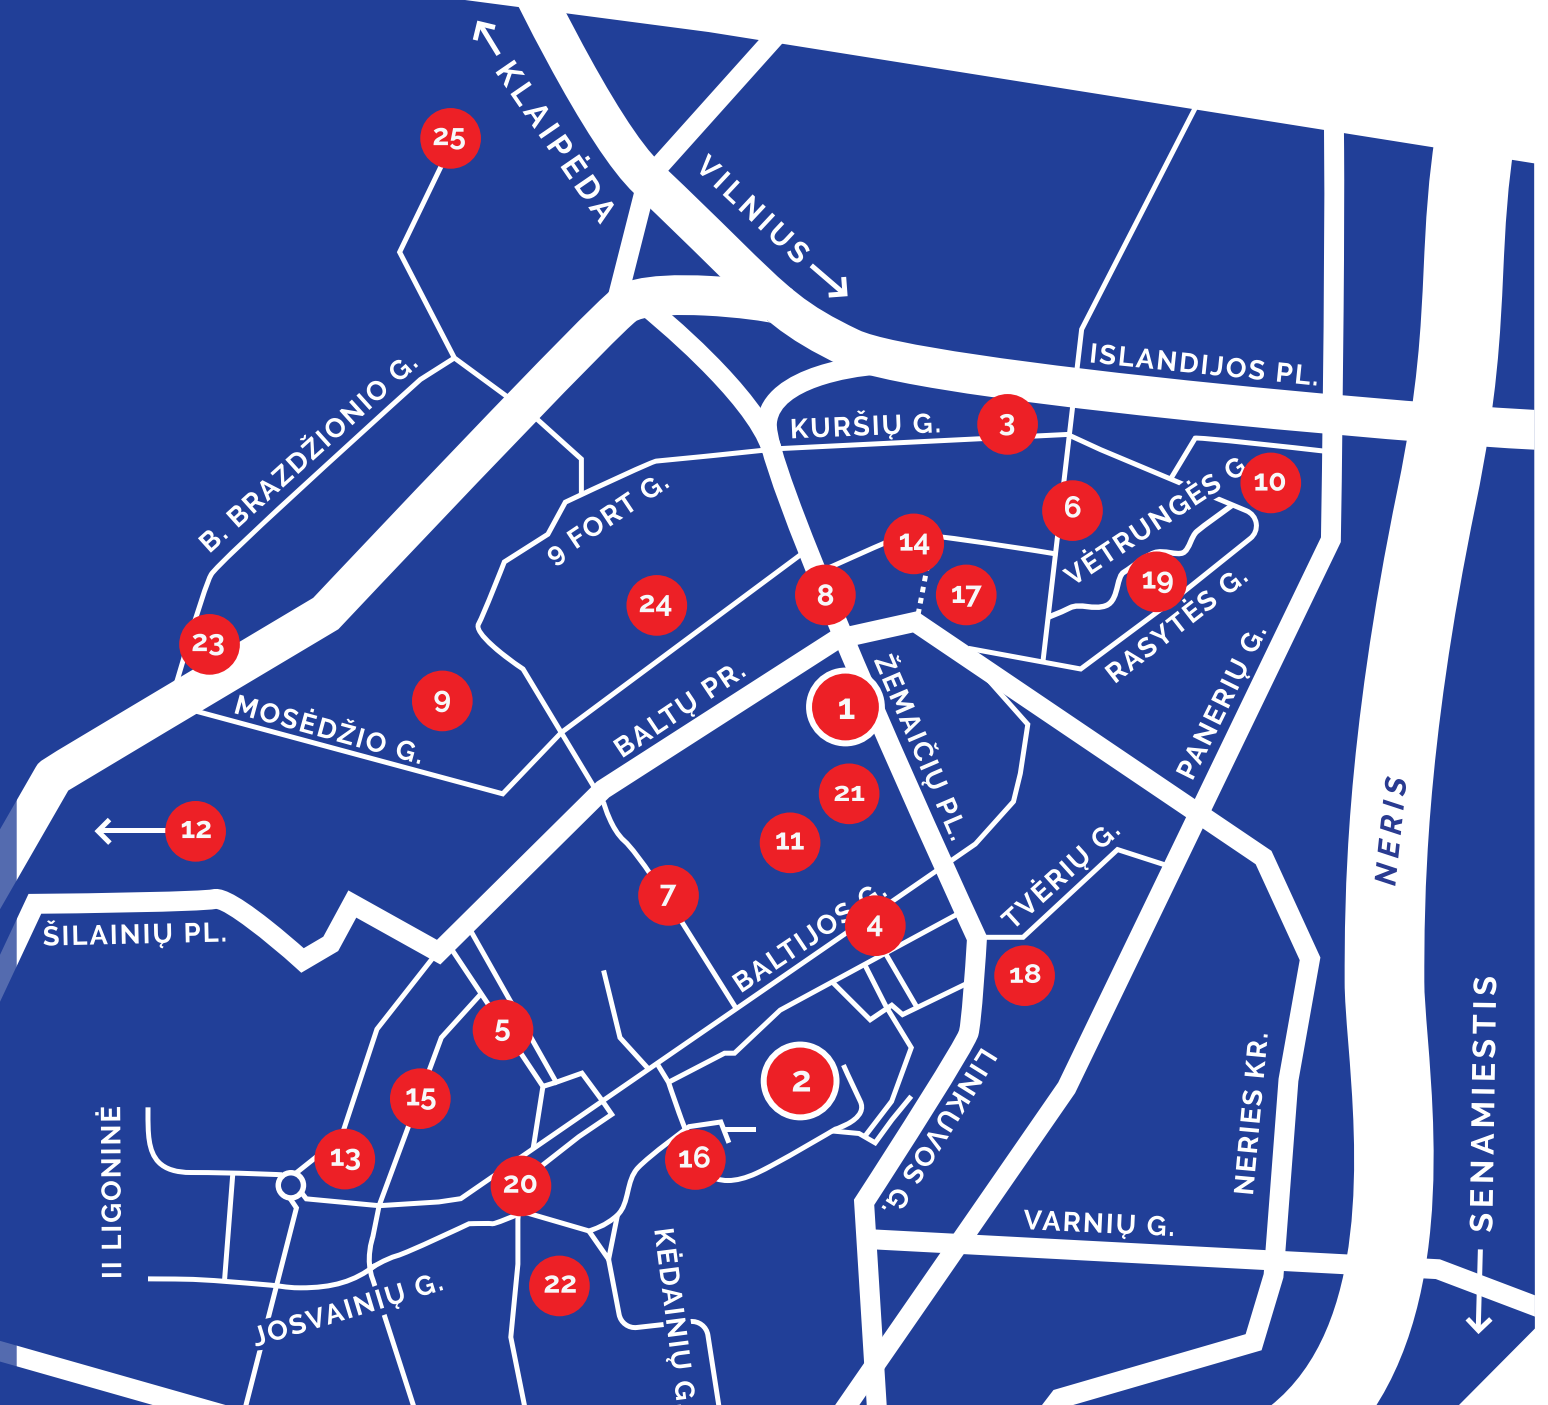 KLAIPĖDA
25
VILNIUS
ISLANDIJOS PL.
B. BRAZDŽIONIO G.
KURŠIŲ G.
3
9 FORT G.
VĖTRUNGĖS G.
10
6
14
24
8
17
19
RASYTĖS G.
23
9
MOSĖDŽIO G.
BALTŲ PR.
1
ŽEMAIČIŲ PL.
PANERIŲ G.
21
12
11
TVĖRIŲ G.
NERIS
7
BALTIJOS G.
4
ŠILAINIŲ PL.
18
5
SENAMIESTIS
2
LINKUVOS G.
NERIES KR.
15
II LIGONINĖ
13
16
20
VARNIŲ G.
22
KĖDAINIŲ G.
JOSVAINIŲ G.